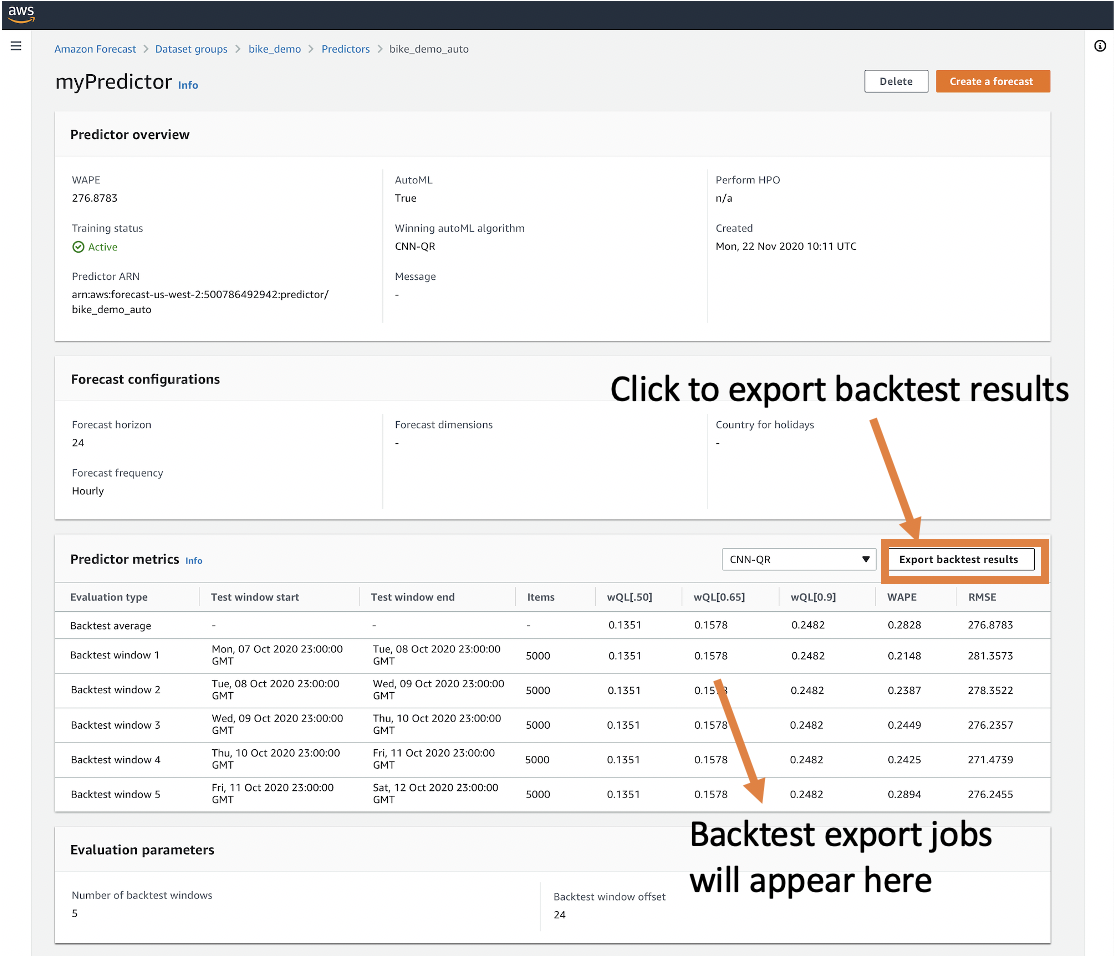 aws
Amazon Forecast > Dataset groups > bike_demo > Predictors > bike_demo_auto
myPredictor Info
Delete
Create a forecast
Predictor overview
WAPE
276.8783
Training status
Active
Predictor ARN
arn:aws:forecast-us-west-2:500786492942:predictor/
bike_demo_auto
AutoML
True
Winning autoML algorithm
CNN-QR
Message
-
Perform HPO
n/a
Created
Mon, 22 Nov 2020 10:11 UTC
Forecast configurations
Click to export backtest results
Forecast horizon
24
Forecast frequency
Hourly
Forecast dimensions
-
Country for holidays
-
Predictor metrics Info
CNN-QR
Export backtest results
Evaluation type Test window start Test window end Items wQL[.50] wQL[0.65] wQL[0.9] WAPE RMSE
Backtest average - - - 0.1351 0.1578 0.2482 0.2828 276.8783
Backtest window 1 Mon, 07 Oct 2020 23:00:00 GMT Tue, 08 Oct 2020 23:00:00 GMT 5000 0.1351 0.1578 0.2482 0.2148 281.3573
Backtest window 2 Tue, 08 Oct 2020 23:00:00 GMT Wed, 09 Oct 2020 23:00:00 GMT 5000 0.1351 0.1578 0.2482 0.2387 278.3522
Backtest window 3 Wed, 09 Oct 2020 23:00:00 GMT Thu, 10 Oct 2020 23:00:00 GMT 5000 0.1351 0.1578 0.2482 0.2449 276.2357
Backtest window 4 Thu, 10 Oct 2020 23:00:00 GMT Fri, 11 Oct 2020 23:00:00 GMT 5000 0.1351 0.1578 0.2482 0.2425 271.4739
Backtest window 5 Fri, 11 Oct 2020 23:00:00 GMT Sat, 12 Oct 2020 23:00:00 GMT 5000 0.1351 0.1578 0.2482 0.2894 276.2455
Backtest export jobs
will appear here
Evaluation parameters
Number of backtest windows
5
Backtest window offset
24